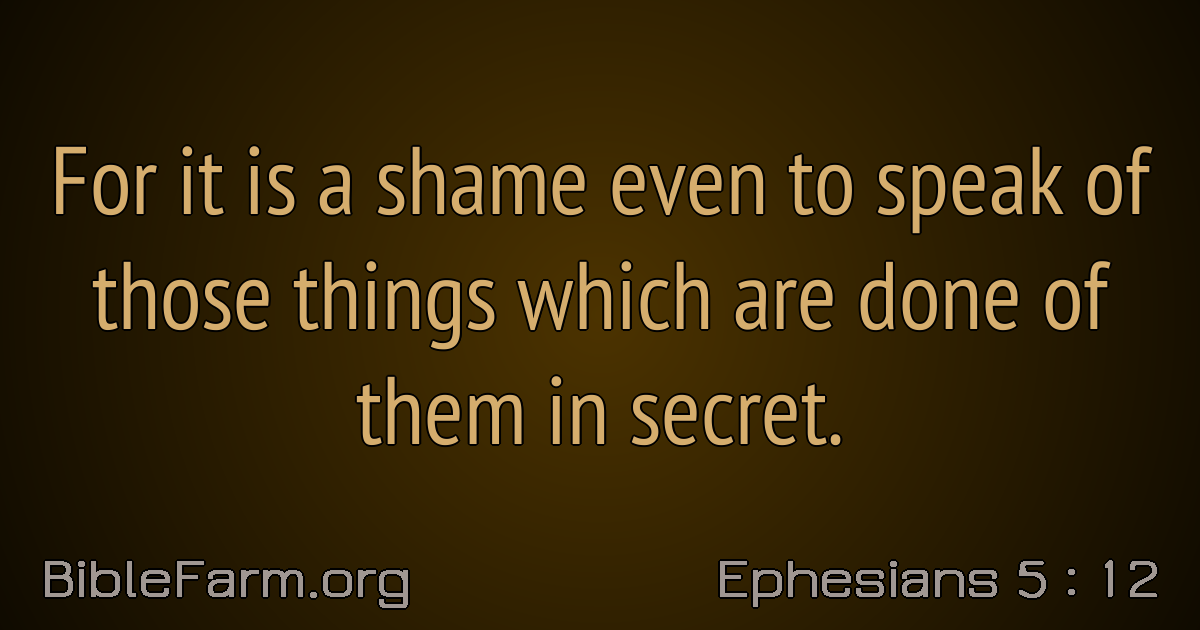 For it is a shame even to speak of
those things which are done of
them in secret.
BibleFarm.org
Ephesians 5 : 12